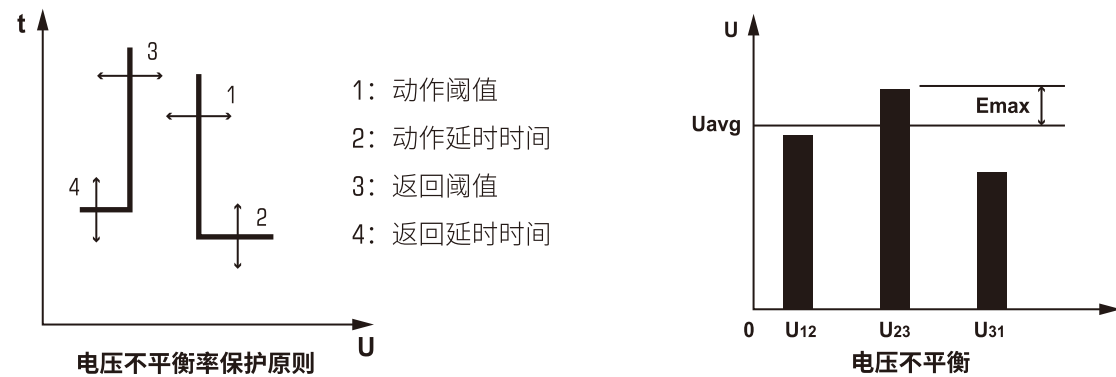 t
3
1
4
2
U
电压不平衡率保护原则
1：动作阈值
2：动作延时时间
3：返回阈值
4：返回延时时间
U
Emax
Uavg
0 U12 U23 U31
电压不平衡